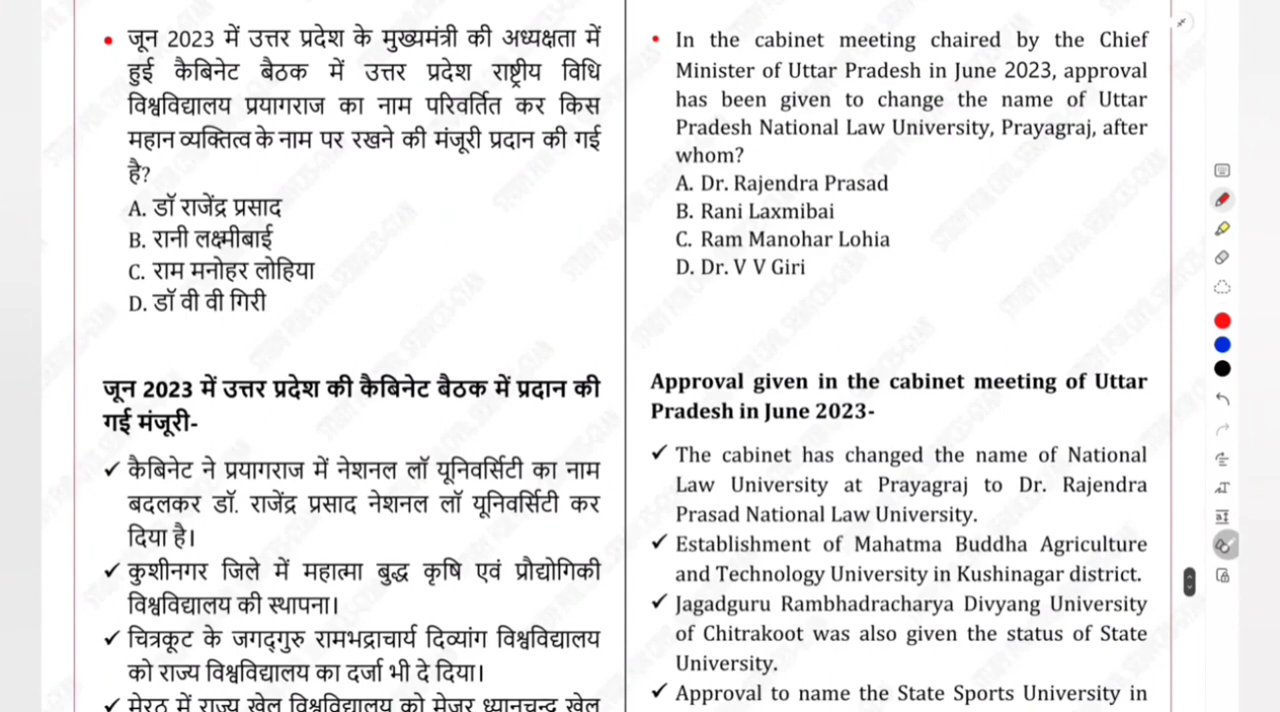 • जून 2023 में उत्तर प्रदेश के मुख्यमंत्री की अध्यक्षता में
हुई कैबिनेट बैठक में उत्तर प्रदेश राष्ट्रीय विधि
विश्वविद्यालय प्रयागराज का नाम परिवर्तित कर किस
महान व्यक्तित्व के नाम पर रखने की मंजूरी प्रदान की गई
है?
A. डॉ राजेंद्र प्रसाद
B. रानी लक्ष्मीबाई
C. राम मनोहर लोहिया
D. डॉ वी वी गिरी
जून 2023 में उत्तर प्रदेश की कैबिनेट बैठक में प्रदान की
गई मंजूरी-
✓ कैबिनेट ने प्रयागराज में नेशनल लॉ यूनिवर्सिटी का नाम
बदलकर डॉ. राजेंद्र प्रसाद नेशनल लॉ यूनिवर्सिटी कर
दिया है।
✓ कुशीनगर जिले में महात्मा बुद्ध कृषि एवं प्रौद्योगिकी
विश्वविद्यालय की स्थापना।
✓ चित्रकूट के जगद्गुरु रामभद्राचार्य दिव्यांग विश्वविद्यालय
को राज्य विश्वविद्यालय का दर्जा भी दे दिया।
✓ मेरठ में राज्य खेल विश्वविद्यालय को मेजर ध्यानचन्द खेल
• In the cabinet meeting chaired by the Chief
Minister of Uttar Pradesh in June 2023, approval
has been given to change the name of Uttar
Pradesh National Law University, Prayagraj, after
whom?
A. Dr. Rajendra Prasad
B. Rani Laxmibai
C. Ram Manohar Lohia
D. Dr. V V Giri
Approval given in the cabinet meeting of Uttar
Pradesh in June 2023-
✓ The cabinet has changed the name of National
Law University at Prayagraj to Dr. Rajendra
Prasad National Law University.
✓ Establishment of Mahatma Buddha Agriculture
and Technology University in Kushinagar district.
✓ Jagadguru Rambhadracharya Divyang University
of Chitrakoot was also given the status of State
University.
✓ Approval to name the State Sports University in